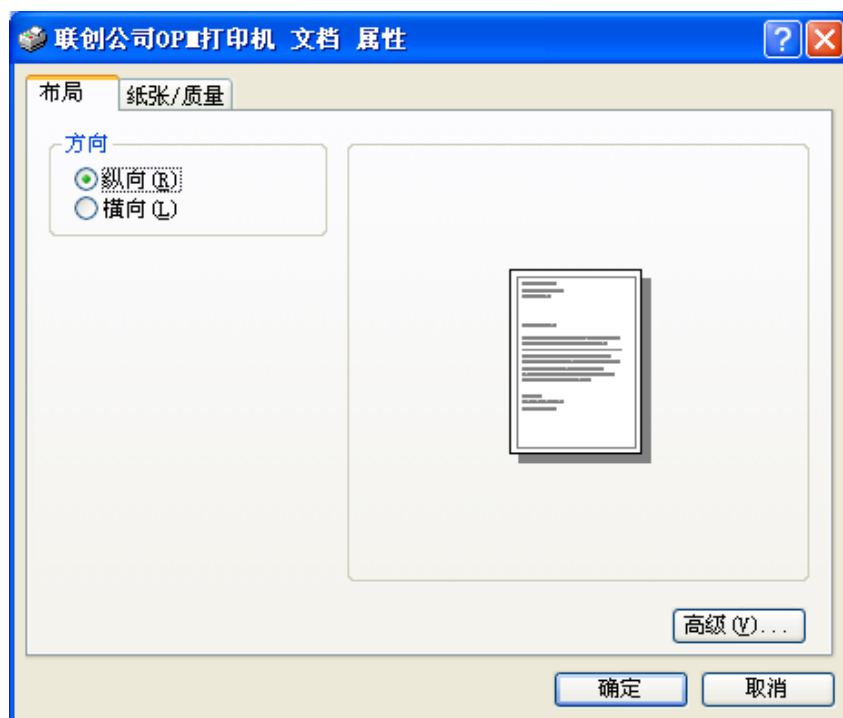 联创公司OPM打印机 文档 属性
布局
纸张/质量
方向
纵向(R)
横向(L)
高级(V)...
确定
取消